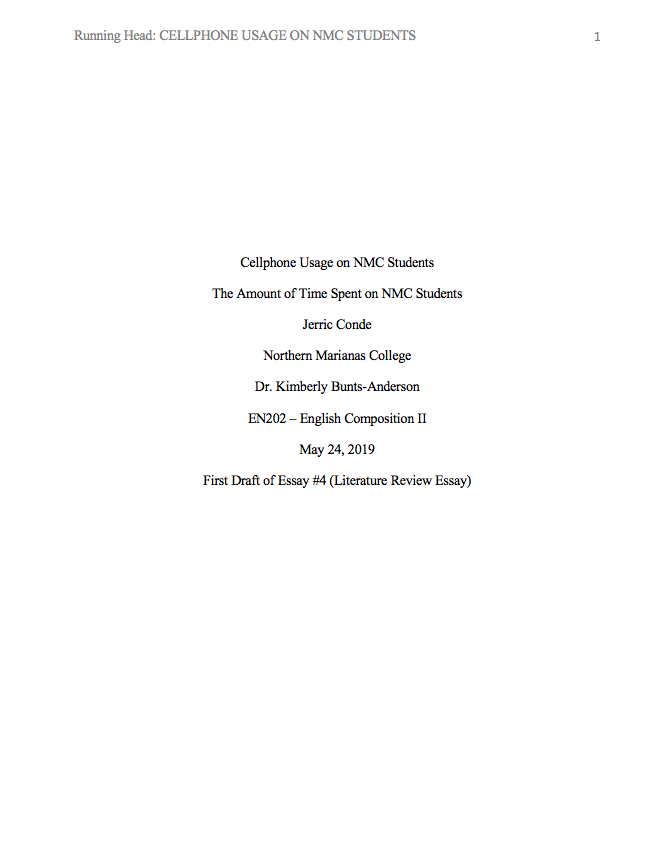 Running Head: CELLPHONE USAGE ON NMC STUDENTS 1
Cellphone Usage on NMC Students
The Amount of Time Spent on NMC Students
Jerric Conde
Northern Marianas College
Dr. Kimberly Bunts-Anderson
EN202 – English Composition II
May 24, 2019
First Draft of Essay #4 (Literature Review Essay)